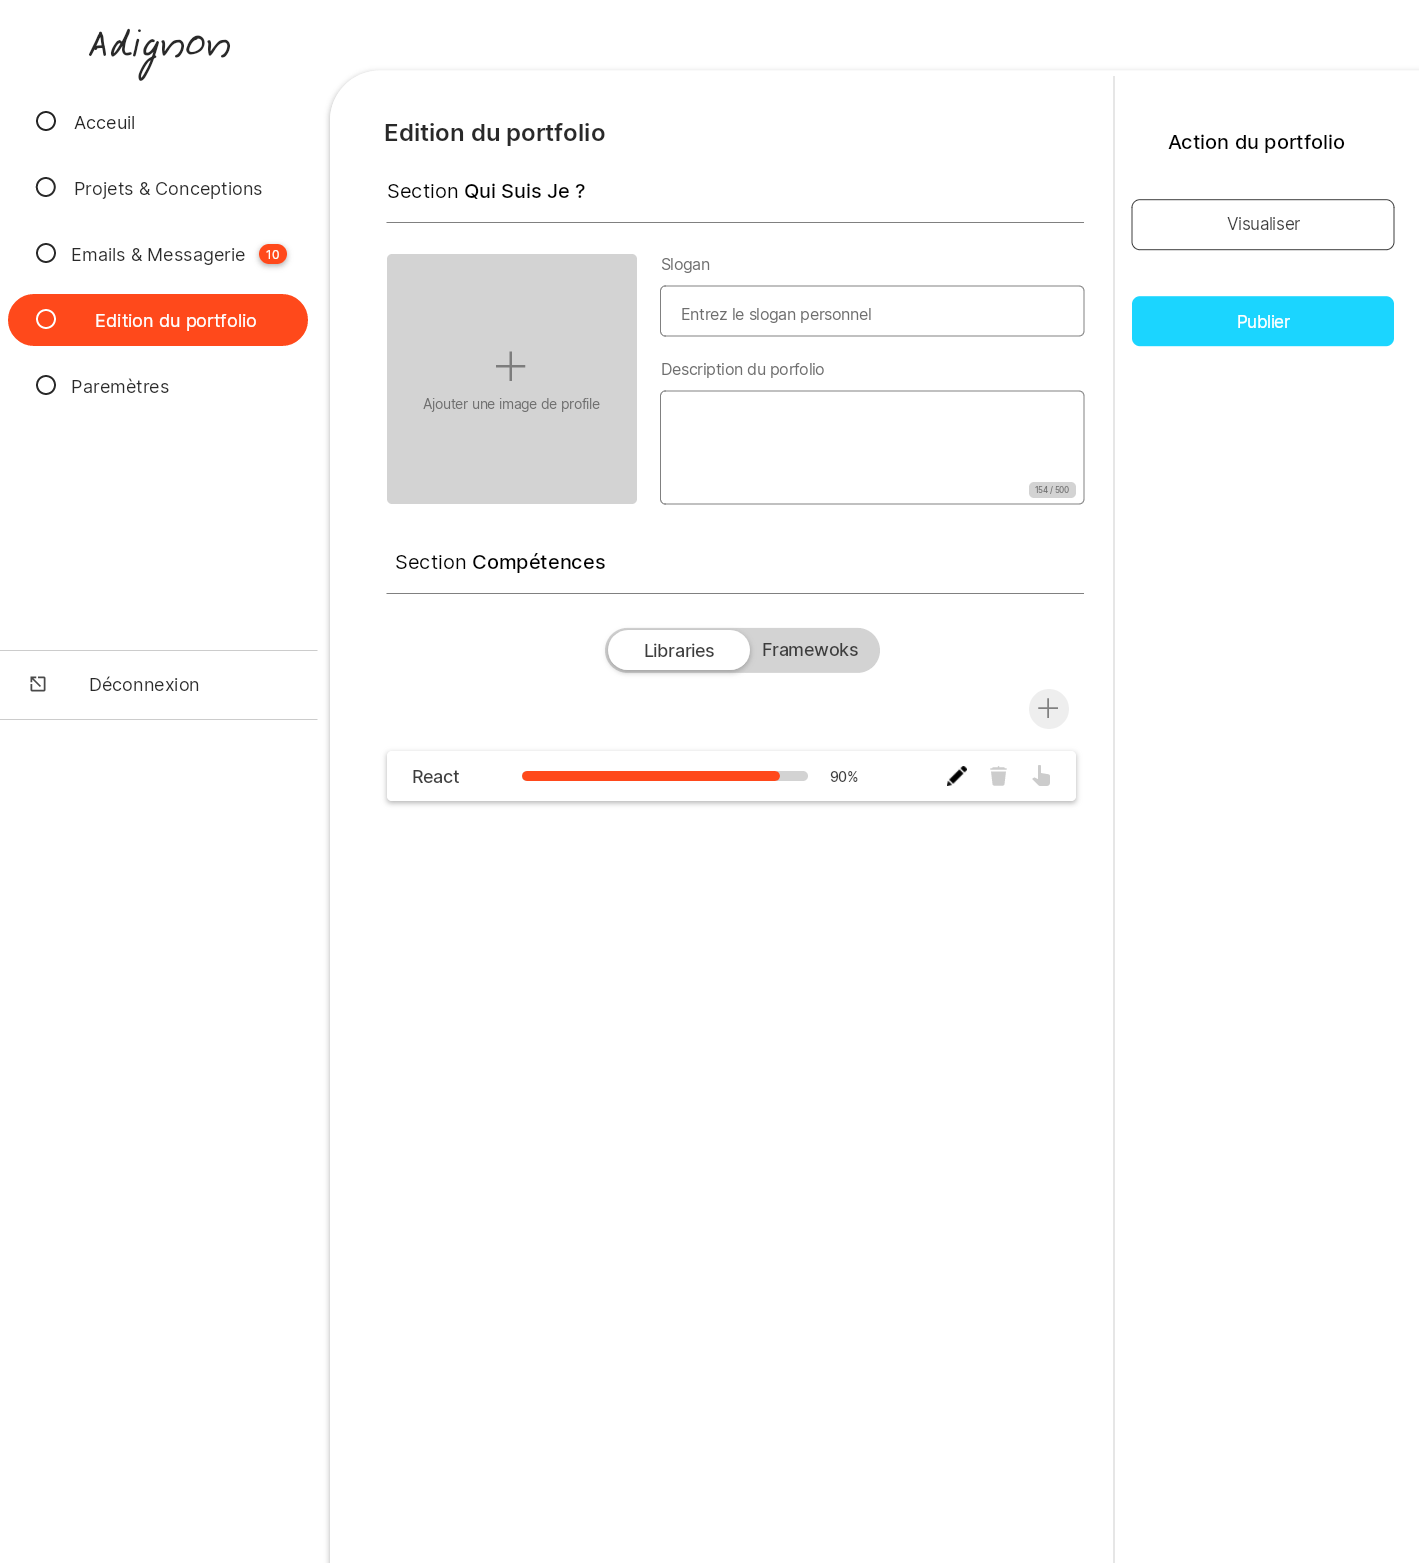 Adignon
Acceuil
Projets & Conceptions
Emails & Messagerie 10
Edition du portfolio
Paremètres
Déconnexion
Edition du portfolio
Section Qui Suis Je ?
Ajouter une image de profile
Slogan
Entrez le slogan personnel
Description du porfolio
154 / 500
Section Compétences
Libraries Framewoks
React 90%
Action du portfolio
Visualiser
Publier